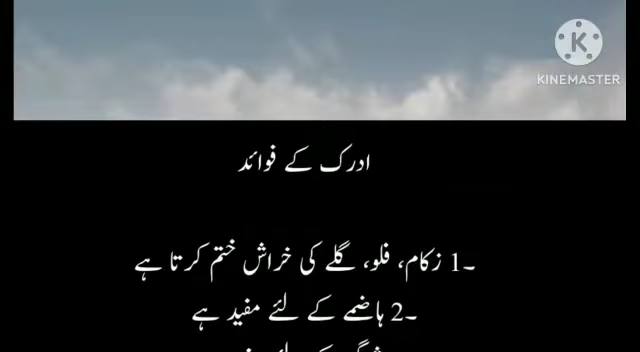 KINEMASTER
ادرک کے فوائد
1۔ زکام، فلو، گلے کی خراش ختم کرتا ہے
2۔ ہاضمے کے لئے مفید ہے